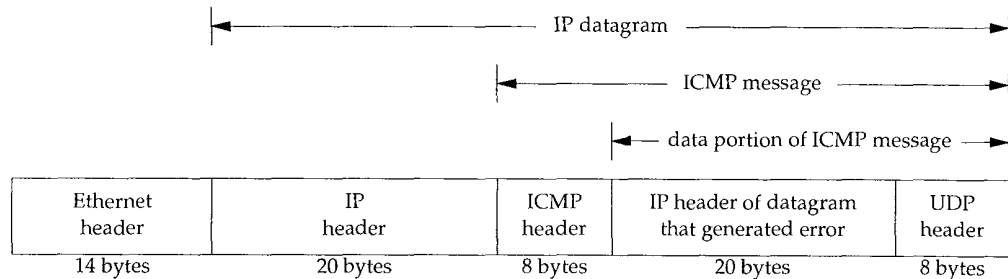 IP datagram
ICMP message
data portion of ICMP message
Ethernet header
IP header
ICMP header
IP header of datagram that generated error
UDP header
14 bytes
20 bytes
8 bytes
20 bytes
8 bytes